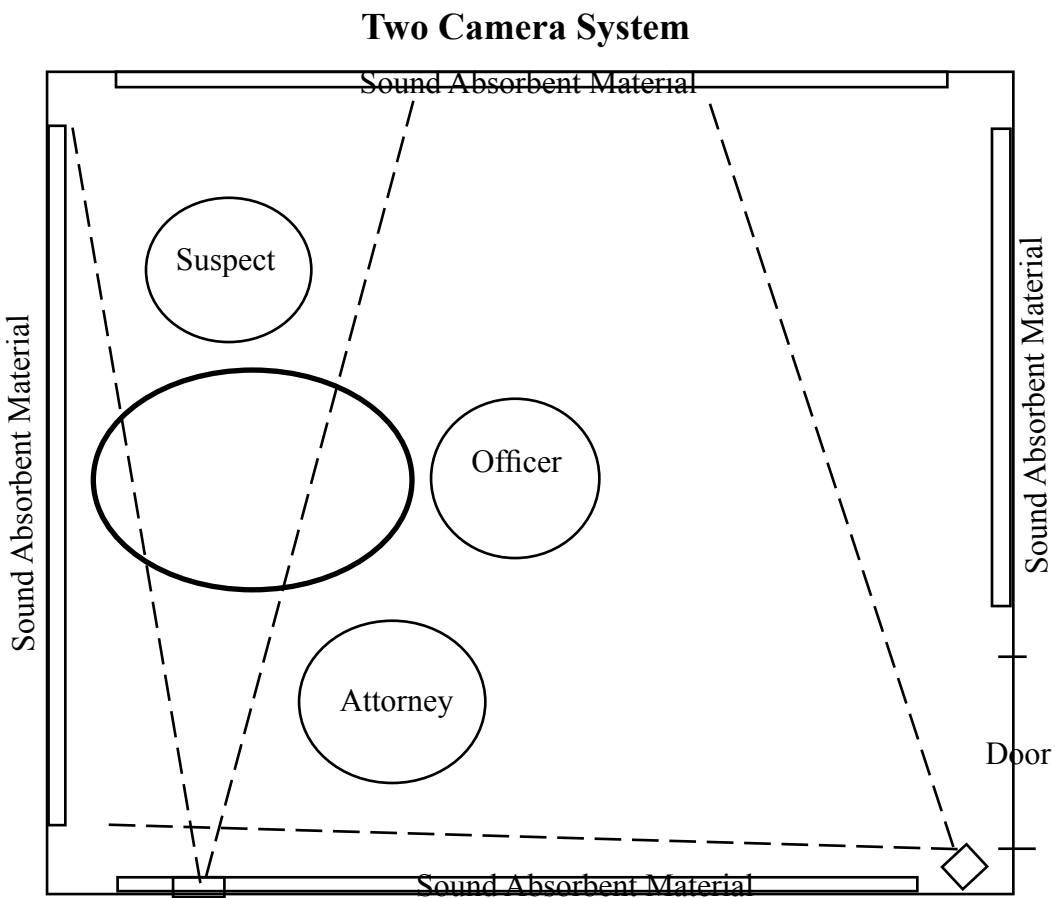 Two Camera System
Sound Absorbent Material
Suspect
Sound Absorbent Material
Sound Absorbent Material
Officer
Attorney
Door
Sound Absorbent Material